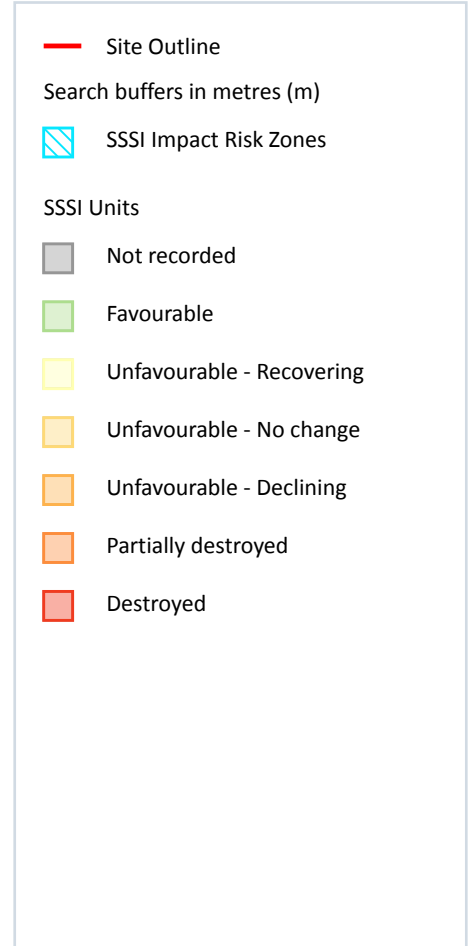 Site Outline
Search buffers in metres (m)
SSSI Impact Risk Zones
SSSI Units
Not recorded
Favourable
Unfavourable - Recovering
Unfavourable - No change
Unfavourable - Declining
Partially destroyed
Destroyed